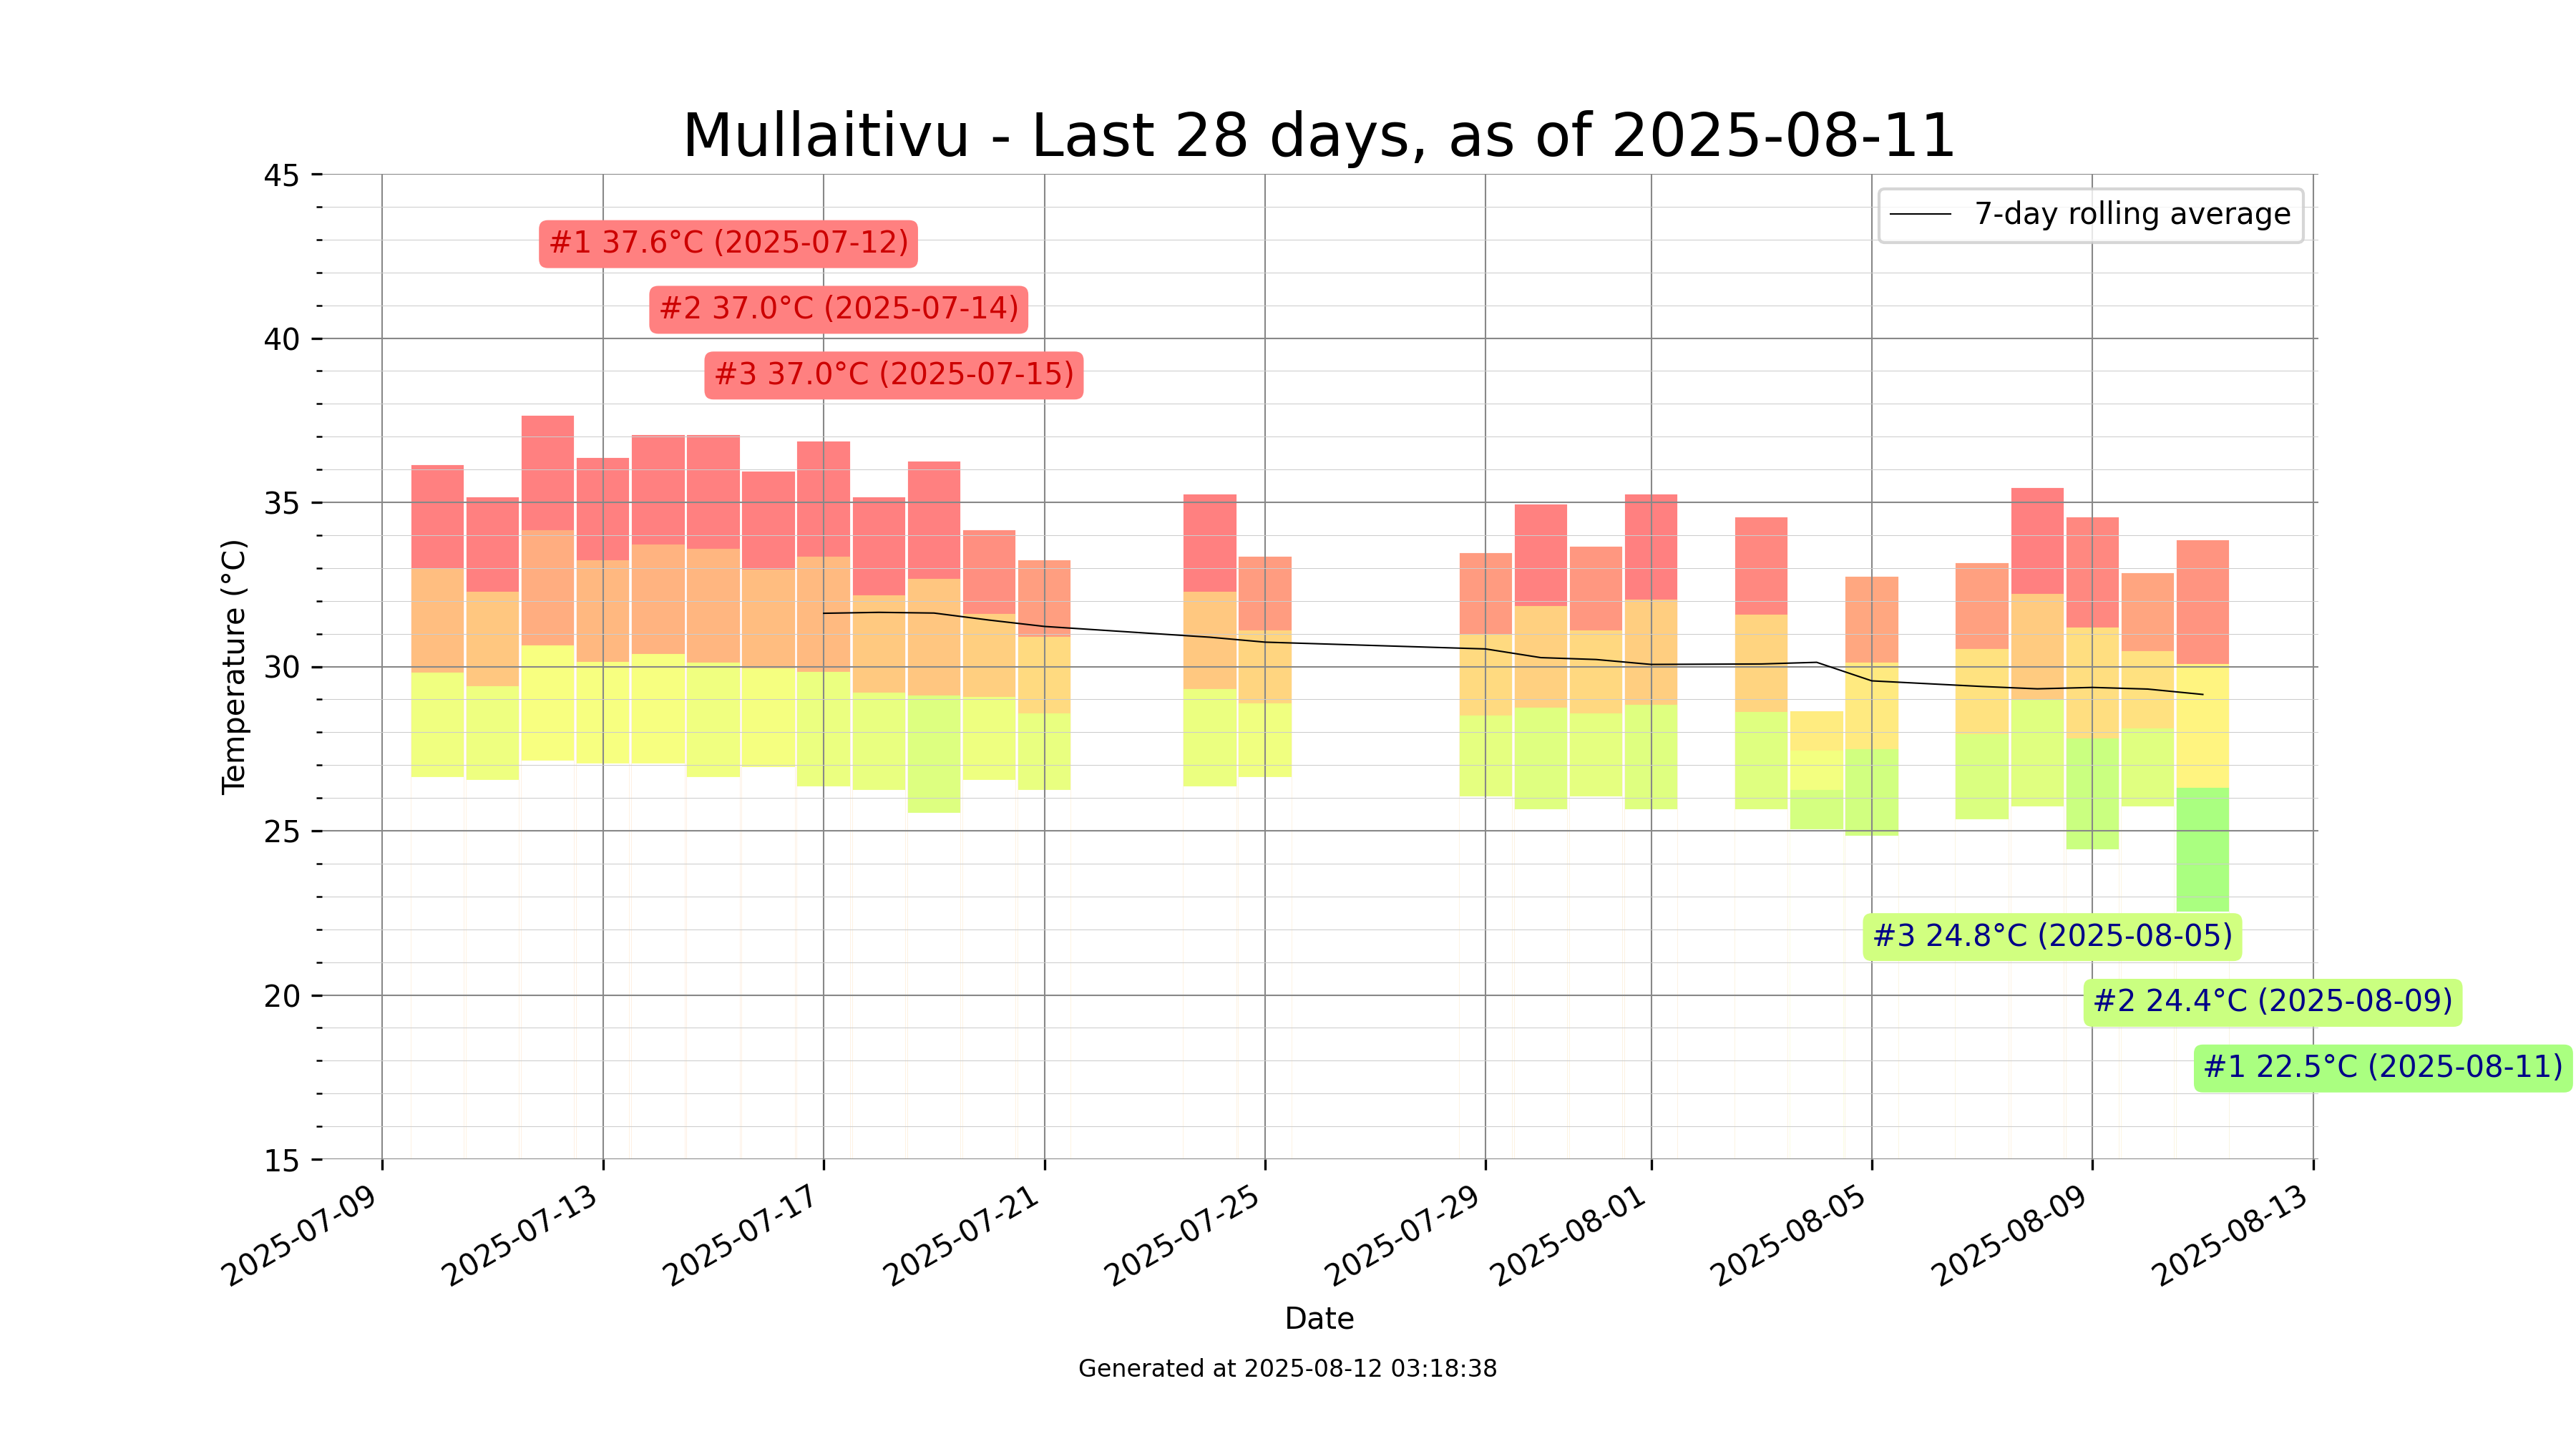 Mullaitivu - Last 28 days, as of 2025-08-11
45
40
35
30
25
20
15
Temperature (°C)
7-day rolling average
#1 37.6°C (2025-07-12)
#2 37.0°C (2025-07-14)
#3 37.0°C (2025-07-15)
#3 24.8°C (2025-08-05)
#2 24.4°C (2025-08-09)
#1 22.5°C (2025-08-11)
2025-07-09
2025-07-13
2025-07-17
2025-07-21
2025-07-25
2025-07-29
2025-08-01
2025-08-05
2025-08-09
2025-08-13
Date
Generated at 2025-08-12 03:18:38